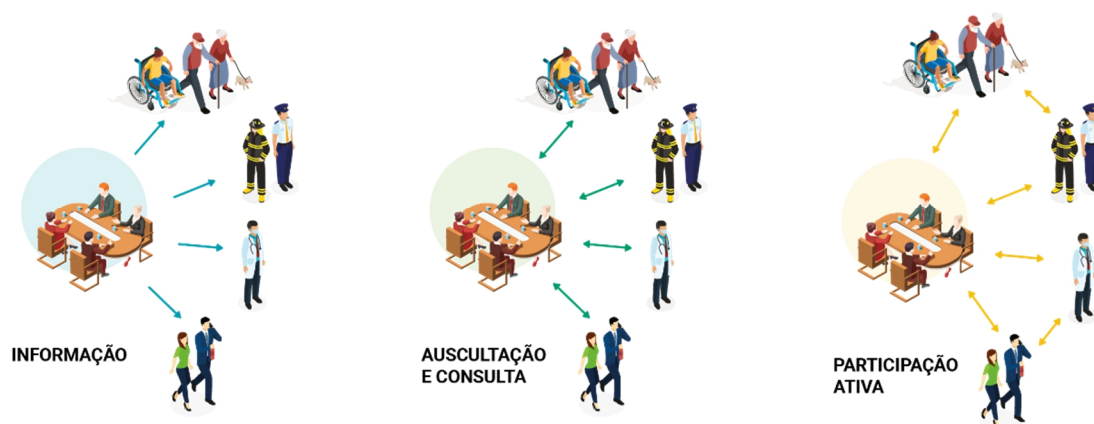 INFORMAÇÃO
AUSCULTAÇÃO
E CONSULTA
PARTICIPAÇÃO
ATIVA